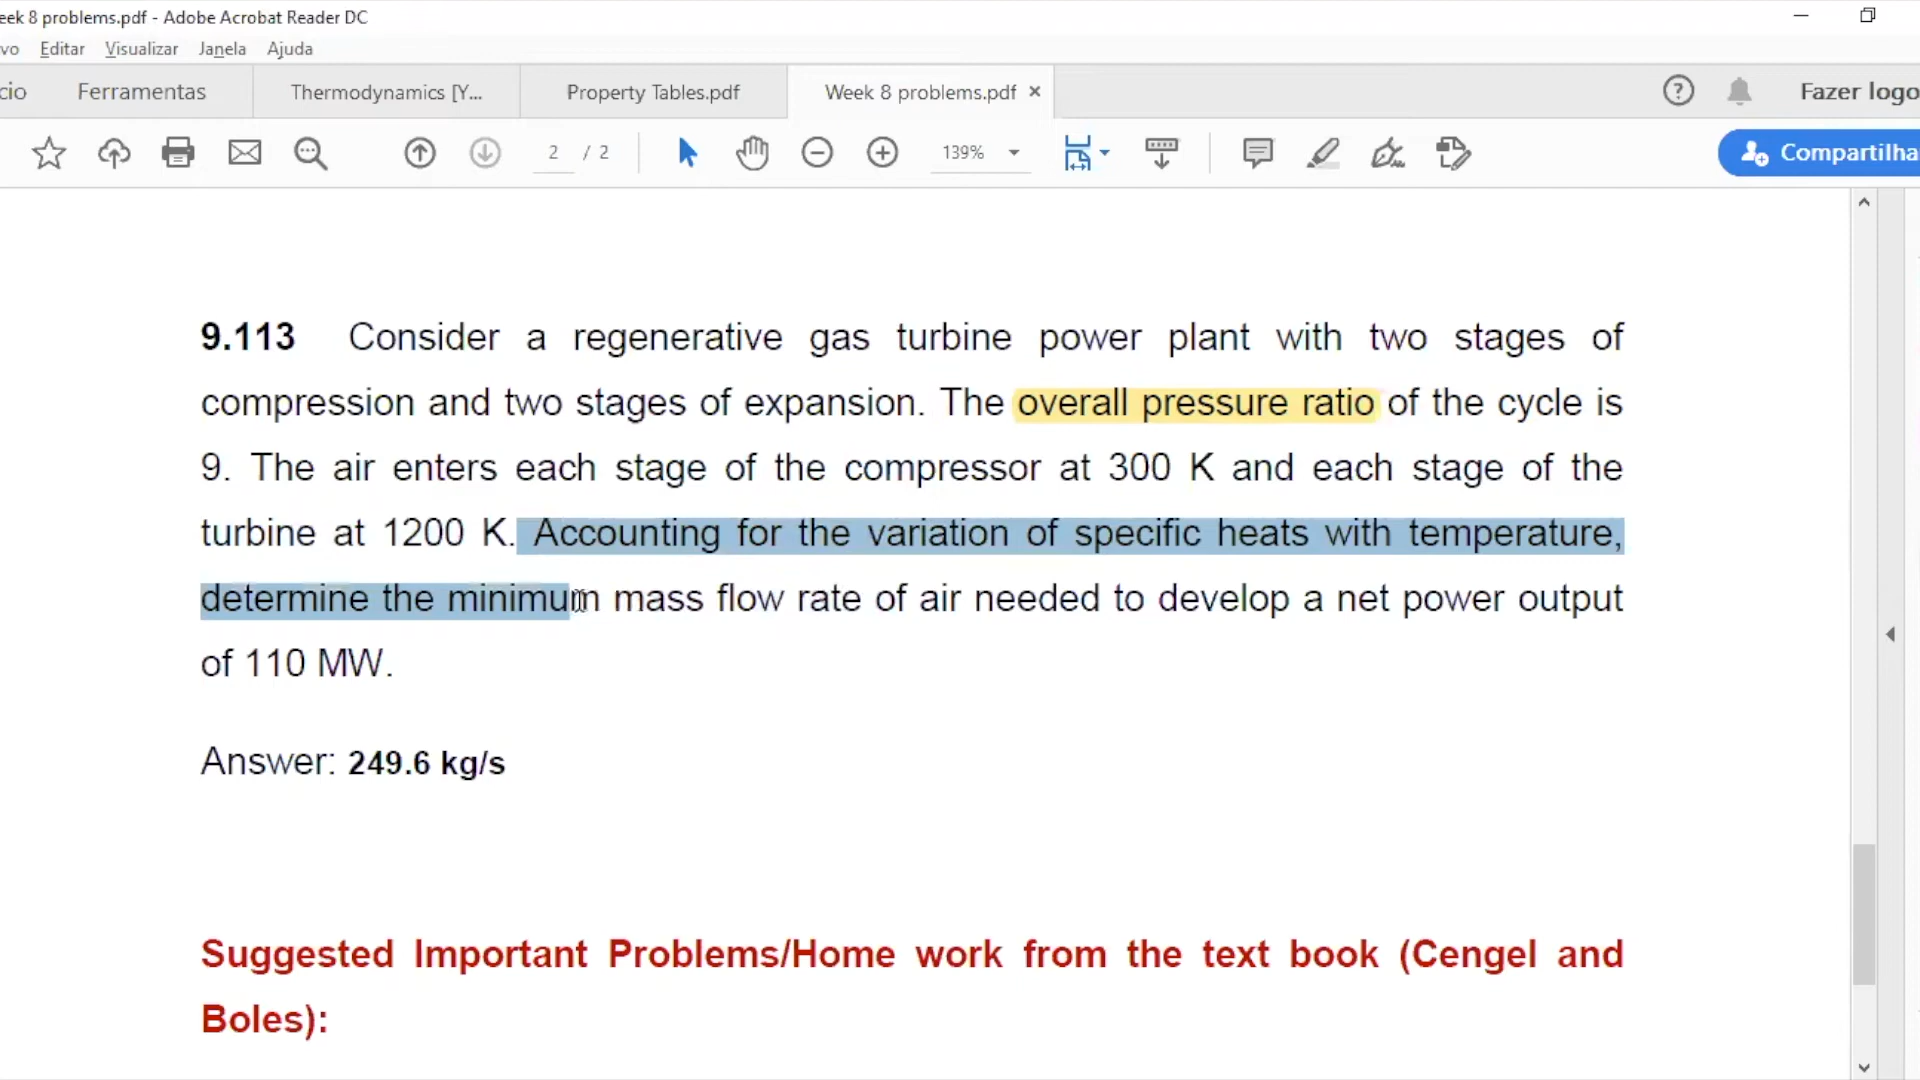 eek 8 problems.pdf - Adobe Acrobat Reader DC
vo Editar Visualizar Janela Ajuda
cio Ferramentas Thermodynamics [Y... Property Tables.pdf Week 8 problems.pdf × ? Fazer logo
2 / 2 139% Compartilha
9.113 Consider a regenerative gas turbine power plant with two stages of
compression and two stages of expansion. The overall pressure ratio of the cycle is
9. The air enters each stage of the compressor at 300 K and each stage of the
turbine at 1200 K. Accounting for the variation of specific heats with temperature,
determine the minimum mass flow rate of air needed to develop a net power output
of 110 MW.
Answer: 249.6 kg/s
Suggested Important Problems/Home work from the text book (Cengel and
Boles):